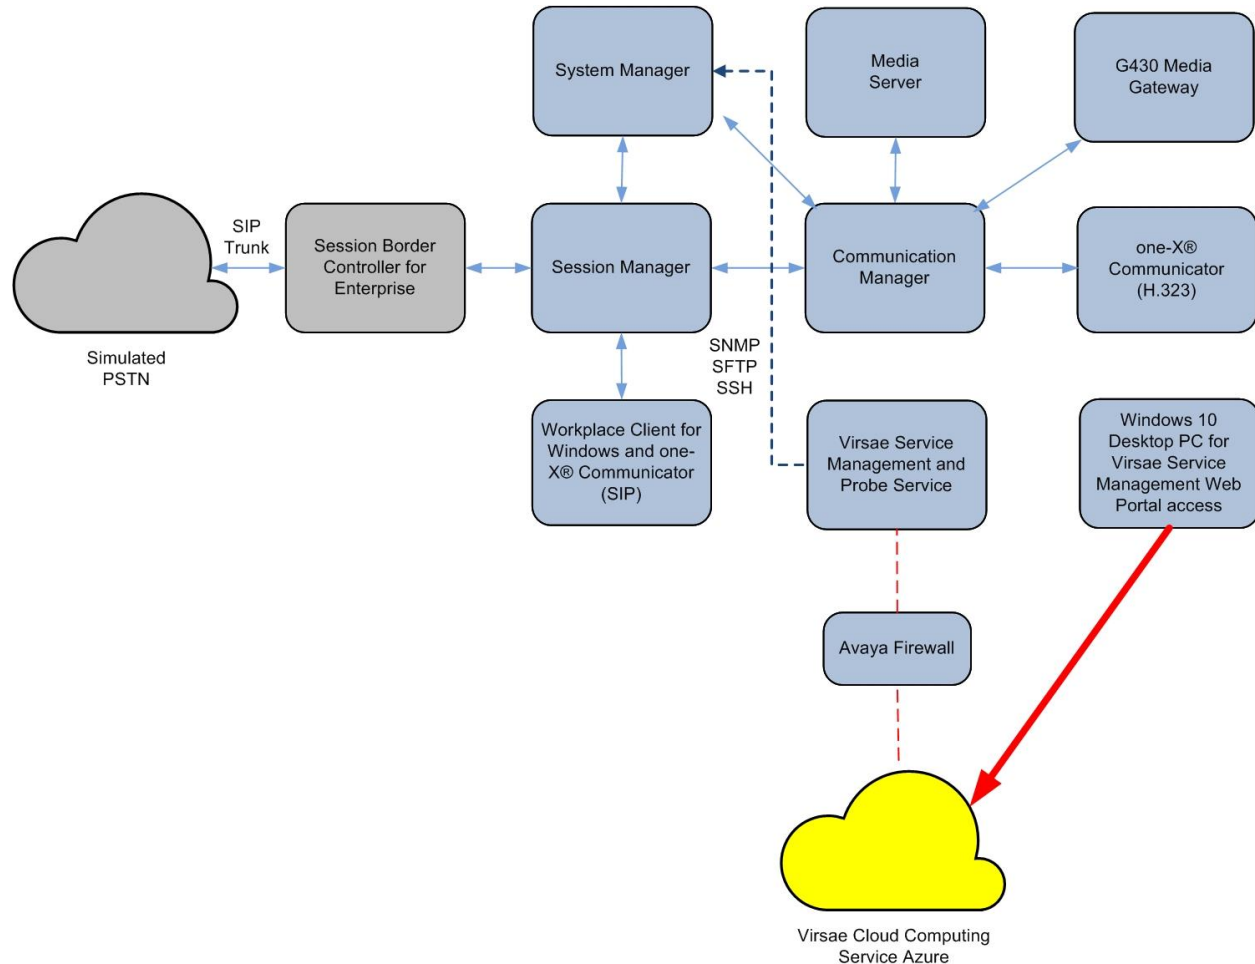 System Manager
Media
Server
G430 Media
Gateway
SIP
Trunk
Session Border
Controller for
Enterprise
Session Manager
Communication
Manager
one-X®
Communicator
(H.323)
Simulated
PSTN
SNMP
SFTP
SSH
Workplace Client for
Windows and one-
X® Communicator
(SIP)
Virsae Service
Management and
Probe Service
Windows 10
Desktop PC for
Virsae Service
Management Web
Portal access
Avaya Firewall
Virsae Cloud Computing
Service Azure